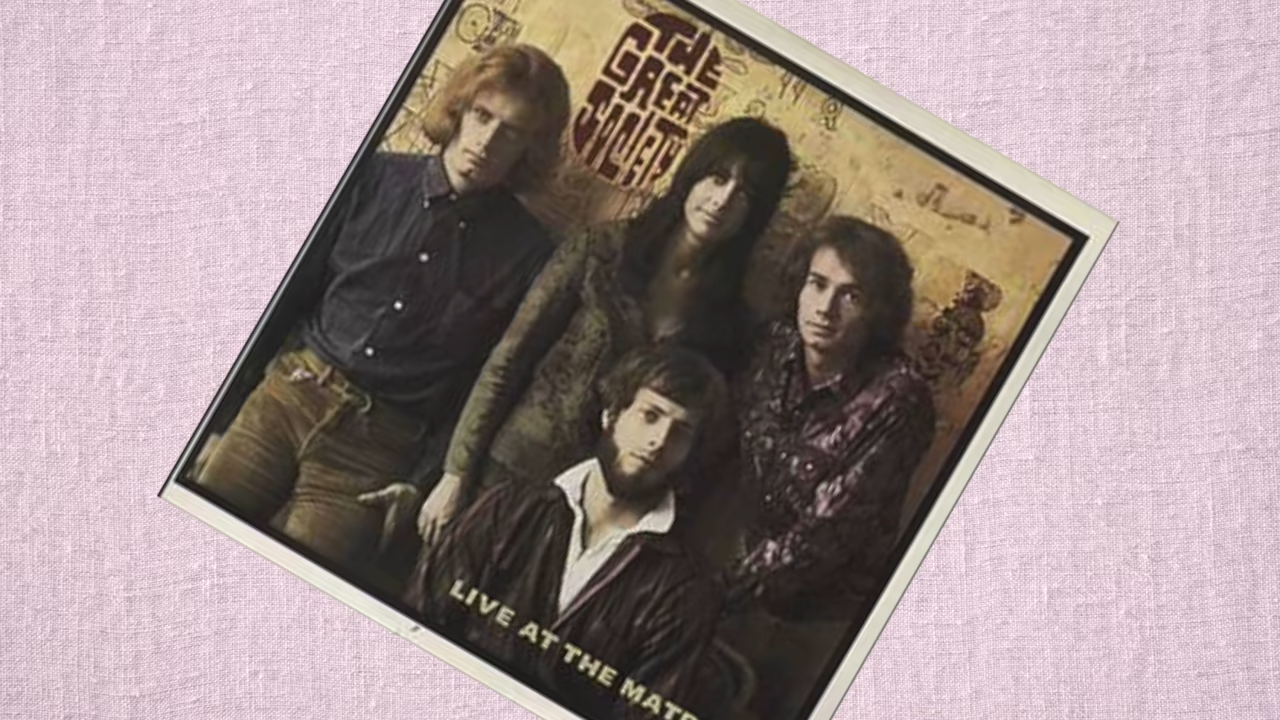 THE
GREAT
SOCIETY
LIVE AT THE MATR